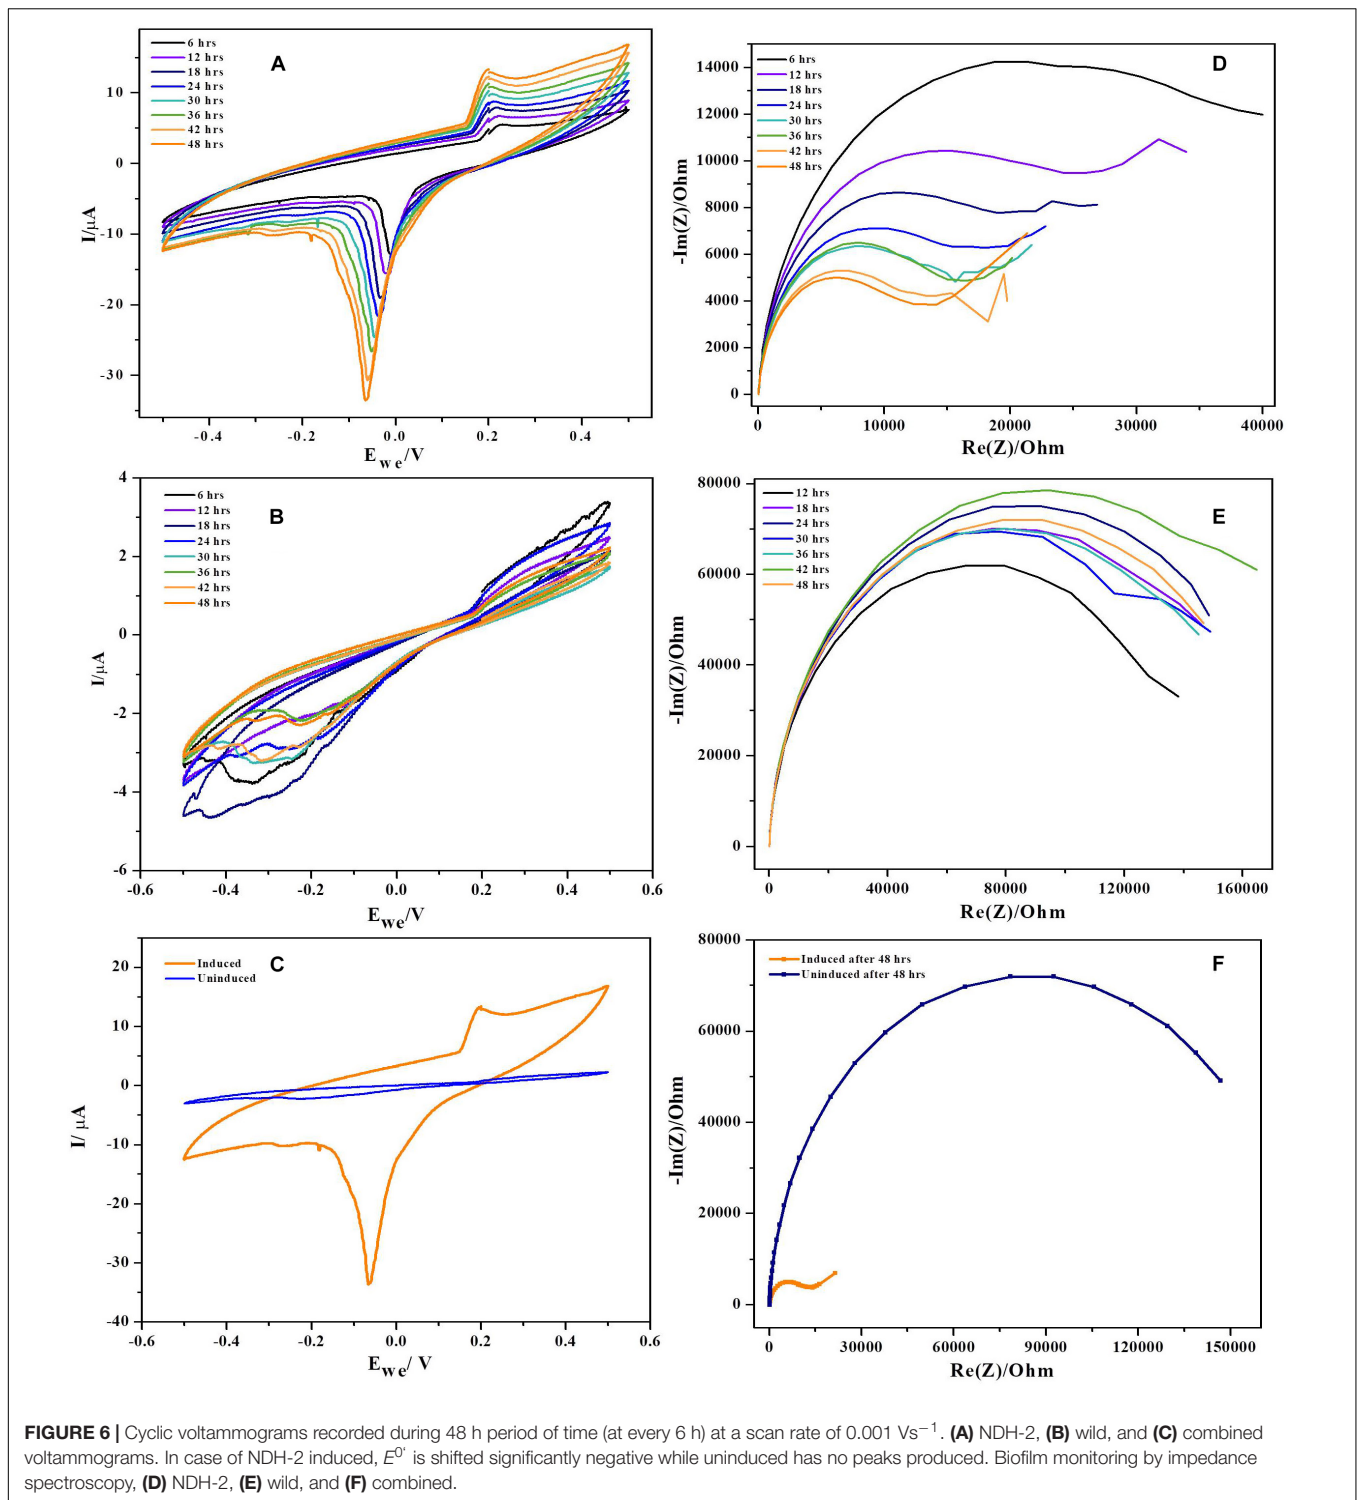 6 hrs
12 hrs
18 hrs
24 hrs
30 hrs
36 hrs
42 hrs
48 hrs
A
10
0
-10
-20
-30
I/µA
-0.4
-0.2
0.0
0.2
0.4
Ewe/V
6 hrs
12 hrs
18 hrs
24 hrs
30 hrs
36 hrs
42 hrs
48 hrs
D
14000
12000
10000
8000
6000
4000
2000
0
-Im(Z)/Ohm
0
10000
20000
30000
40000
Re(Z)/Ohm
6 hrs
12 hrs
18 hrs
24 hrs
30 hrs
36 hrs
42 hrs
48 hrs
B
4
2
0
-2
-4
-6
I/µA
-0.6
-0.4
-0.2
0.0
0.2
0.4
0.6
Ewe/V
12 hrs
18 hrs
24 hrs
30 hrs
36 hrs
42 hrs
48 hrs
E
80000
60000
40000
20000
0
-Im(Z)/Ohm
0
40000
80000
120000
160000
Re(Z)/Ohm
Induced
Uninduced
C
20
10
0
-10
-20
-30
-40
I/ µA
-0.6
-0.4
-0.2
0.0
0.2
0.4
0.6
Ewe/ V
Induced after 48 hrs
Uninduced after 48 hrs
F
80000
60000
40000
20000
0
-Im(Z)/Ohm
0
30000
60000
90000
120000
150000
Re(Z)/Ohm
FIGURE 6 | Cyclic voltammograms recorded during 48 h period of time (at every 6 h) at a scan rate of 0.001 Vs−1. (A) NDH-2, (B) wild, and (C) combined
voltammograms. In case of NDH-2 induced, E0‘ is shifted significantly negative while uninduced has no peaks produced. Biofilm monitoring by impedance
spectroscopy, (D) NDH-2, (E) wild, and (F) combined.